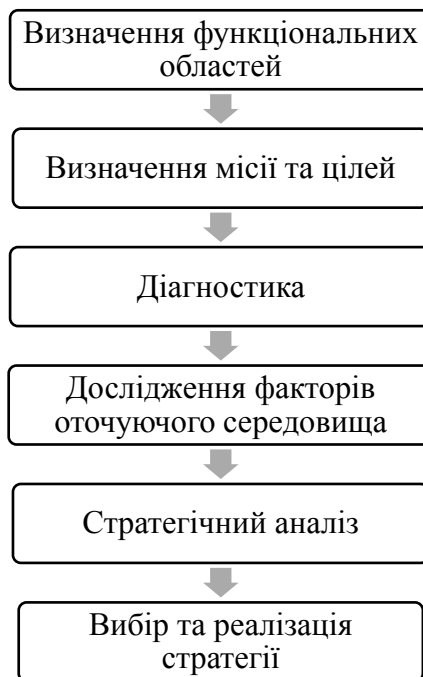 Визначення функціональних
областей
Визначення місії та цілей
Діагностика
Дослідження факторів
оточуючого середовища
Стратегічний аналіз
Вибір та реалізація
стратегії